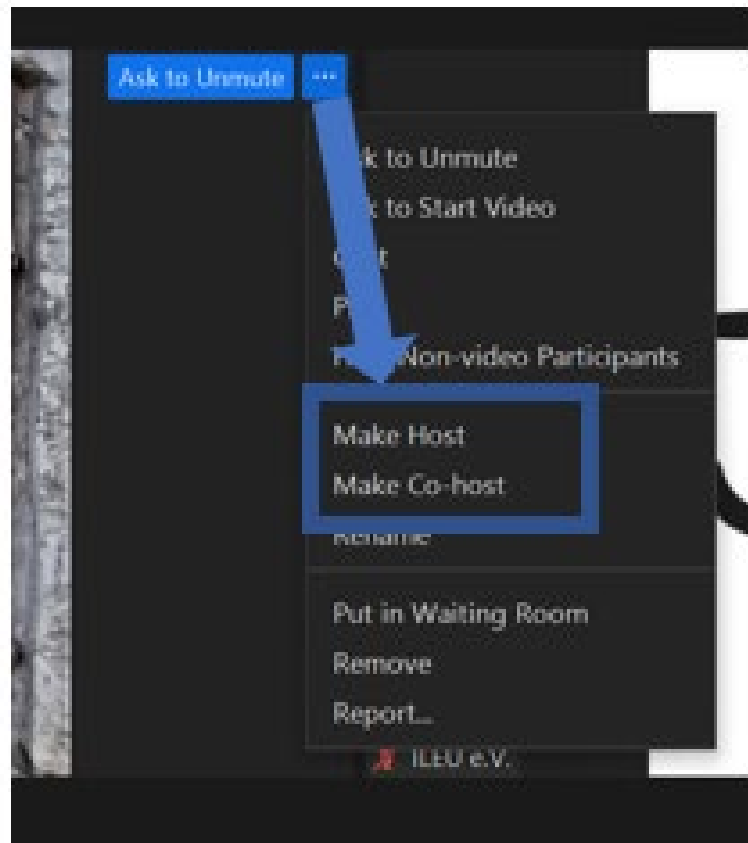 Ask to Unmute ...
k to Unmute
k to Start Video
t
P
Non-video Participants
Make Host
Make Co-host
Rename
Put in Waiting Room
Remove
Report...
ILEU e.V.